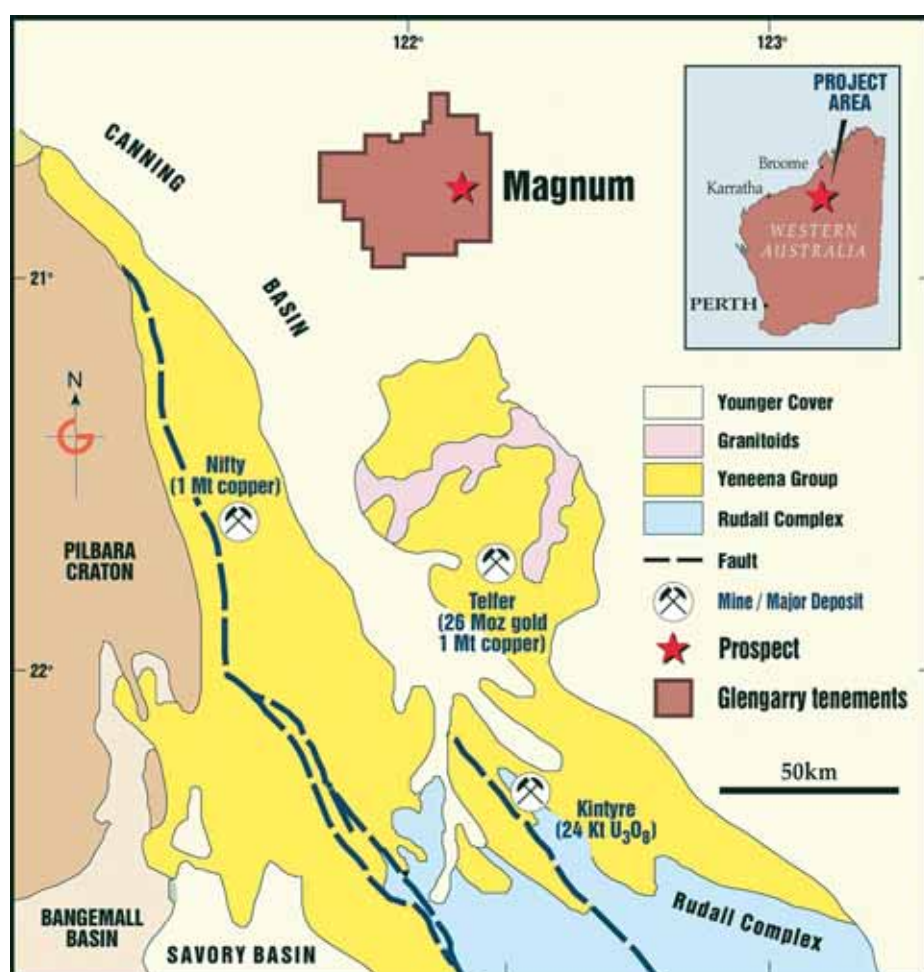 122°
123°
CANNING
BASIN
Magnum
PROJECT
AREA
Broome
Karratha
WESTERN
AUSTRALIA
PERTH
21°
N
Nifty
(1 Mt copper)
PILBARA
CRATON
Telfer
(26 Moz gold
1 Mt copper)
22°
Younger Cover
Granitoids
Yeneena Group
Rudall Complex
Fault
Mine / Major Deposit
Prospect
Glengarry tenements
50km
Kintyre
(24 Kt U₃O₈)
Rudall Complex
BANGEMALL
BASIN
SAVORY BASIN